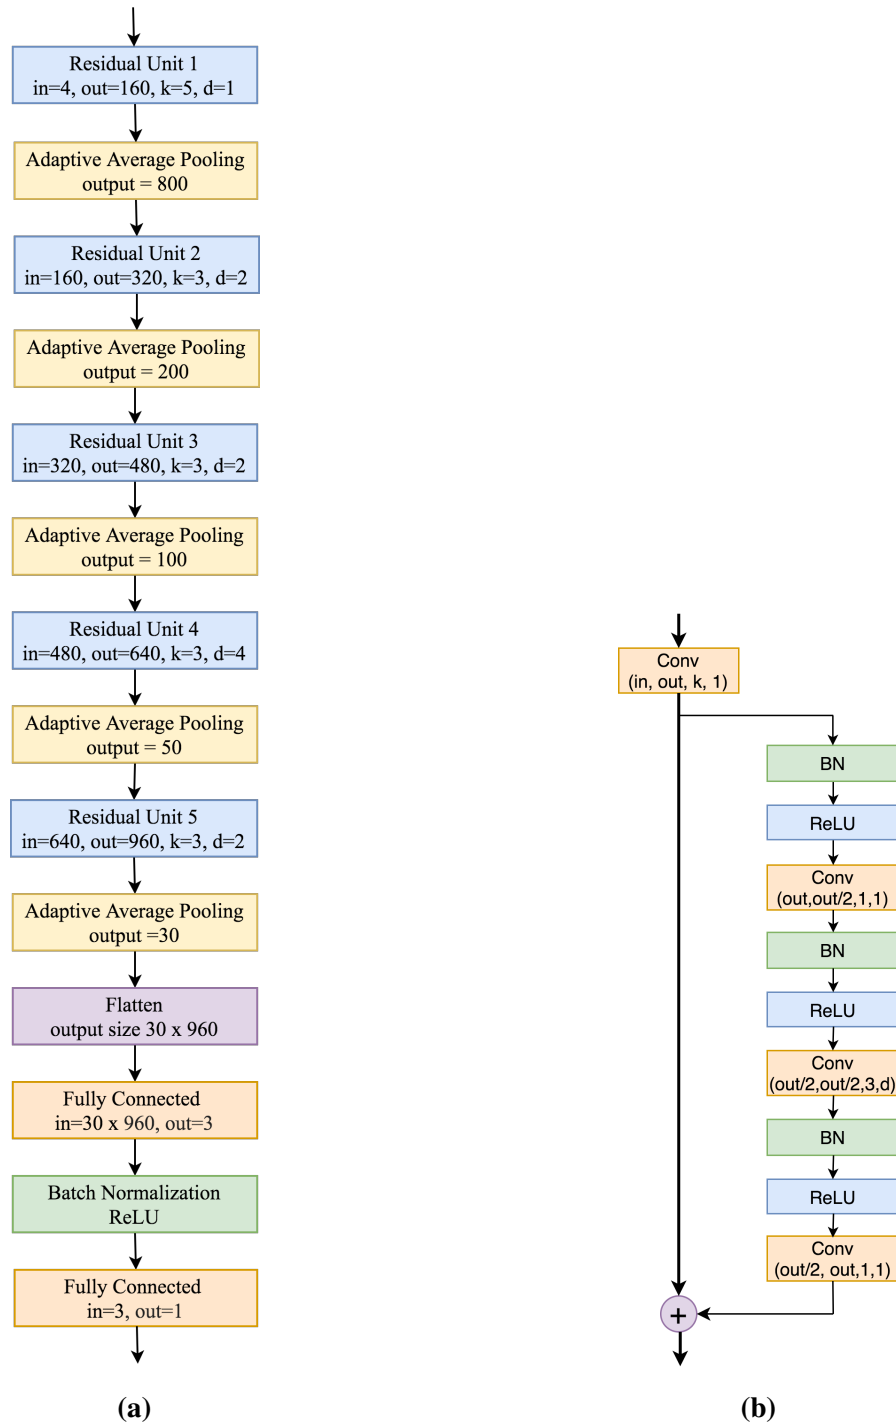 Residual Unit 1
in=4, out=160, k=5, d=1
Adaptive Average Pooling
output = 800
Residual Unit 2
in=160, out=320, k=3, d=2
Adaptive Average Pooling
output = 200
Residual Unit 3
in=320, out=480, k=3, d=2
Adaptive Average Pooling
output = 100
Residual Unit 4
in=480, out=640, k=3, d=4
Adaptive Average Pooling
output = 50
Residual Unit 5
in=640, out=960, k=3, d=2
Adaptive Average Pooling
output =30
Flatten
output size 30 x 960
Fully Connected
in=30 x 960, out=3
Batch Normalization
ReLU
Fully Connected
in=3, out=1
(a)
Conv
(in, out, k, 1)
BN
ReLU
Conv
(out,out/2,1,1)
BN
ReLU
Conv
(out/2,out/2,3,d)
BN
ReLU
Conv
(out/2, out,1,1)
+
(b)